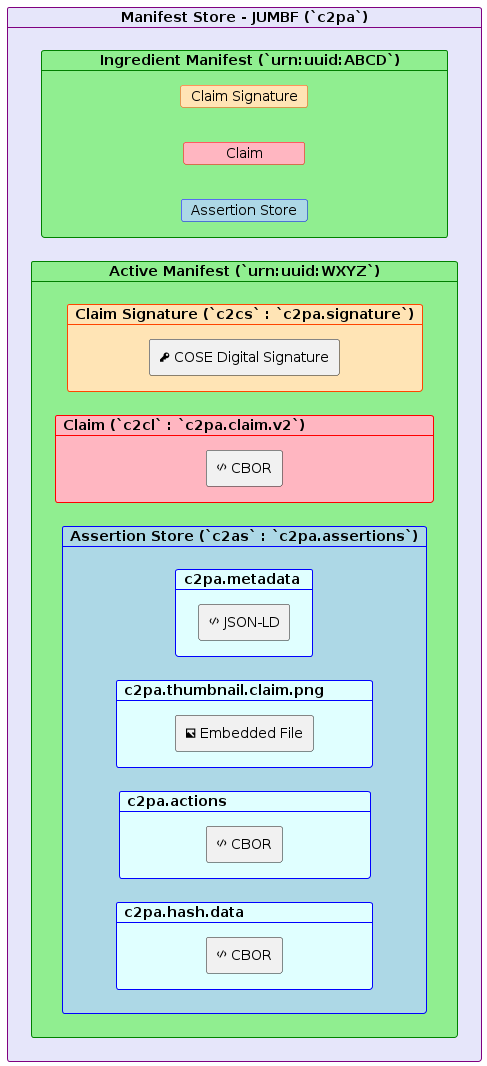 Manifest Store - JUMBF (`c2pa`)
Ingredient Manifest (`urn:uuid:ABCD`)
Claim Signature
Claim
Assertion Store
Active Manifest (`urn:uuid:WXYZ`)
Claim Signature (`c2cs` : `c2pa.signature`)
COSE Digital Signature
Claim (`c2cl` : `c2pa.claim.v2`)
CBOR
Assertion Store (`c2as` : `c2pa.assertions`)
c2pa.metadata
JSON-LD
c2pa.thumbnail.claim.png
Embedded File
c2pa.actions
CBOR
c2pa.hash.data
CBOR